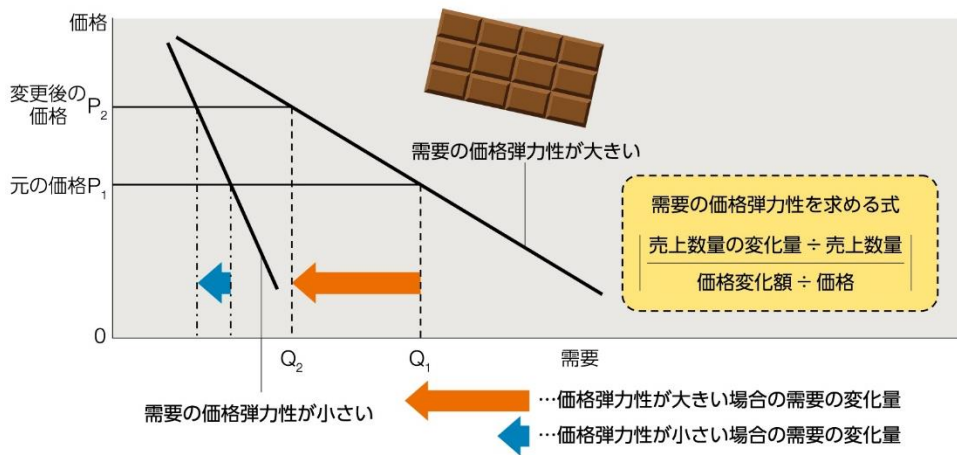 価格
変更後の
価格 P₂
需要の価格弾力性が大きい
元の価格P₁
需要の価格弾力性を求める式
売上数量の変化量 ÷ 売上数量
価格変化額 ÷ 価格
0
Q₂
Q₁
需要
需要の価格弾力性が小さい
…価格弾力性が大きい場合の需要の変化量
…価格弾力性が小さい場合の需要の変化量